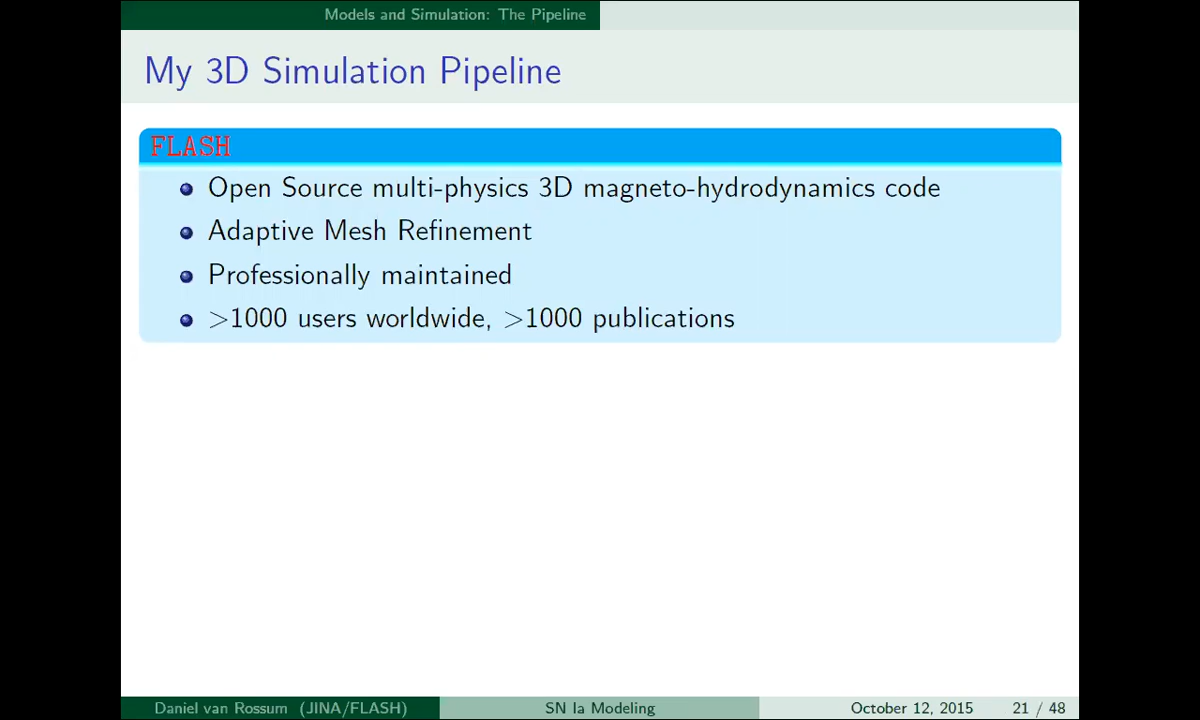 Models and Simulation: The Pipeline
My 3D Simulation Pipeline
FLASH
Open Source multi-physics 3D magneto-hydrodynamics code
Adaptive Mesh Refinement
Professionally maintained
>1000 users worldwide, >1000 publications
Daniel van Rossum (JINA/FLASH) SN Ia Modeling October 12, 2015 21 / 48